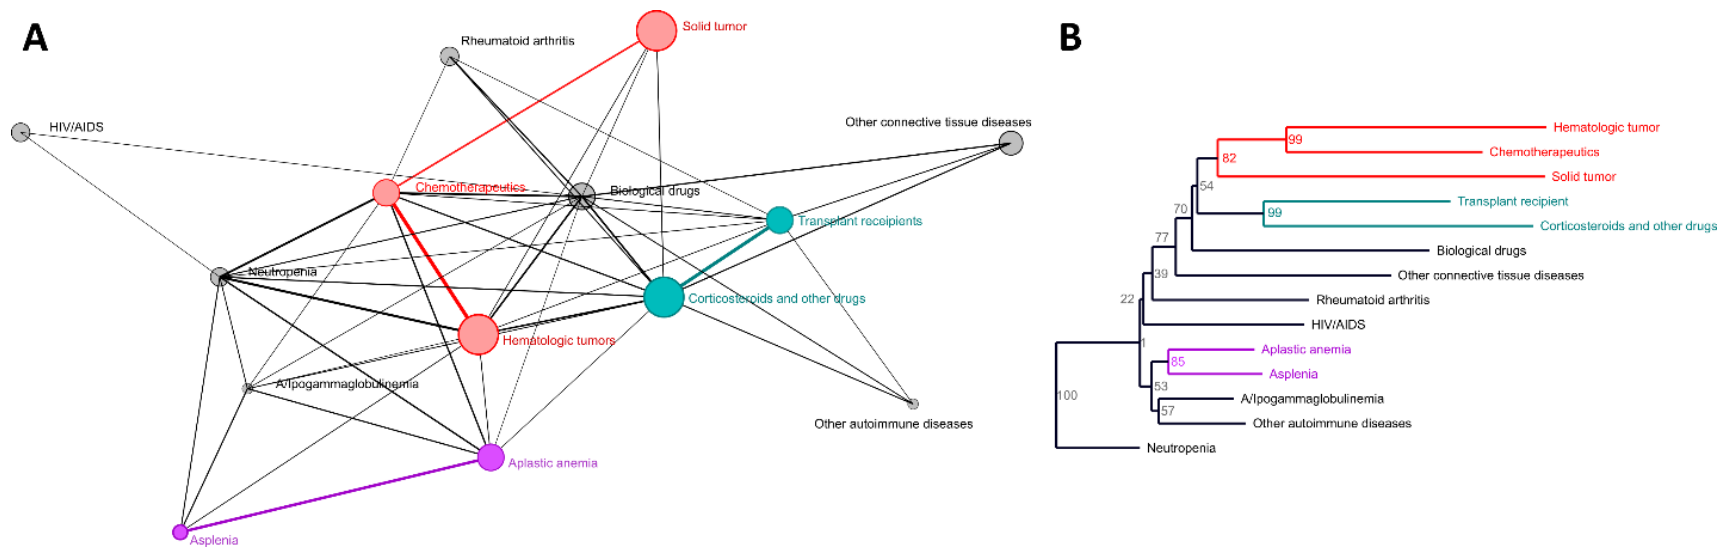 A
Rheumatoid arthritis
Solid tumor
HIV/AIDS
Other connective tissue diseases
Chemotherapeutics
Biological drugs
Transplant receipients
Neutropenia
Corticosteroids and other drugs
Hematologic tumors
A/Ipogammaglobulinemia
Other autoimmune diseases
Aplastic anemia
Asplenia
B
Hematologic tumor
99
Chemotherapeutics
82
Solid tumor
54
Transplant recipient
99
Corticosteroids and other drugs
70
Biological drugs
77
Other connective tissue diseases
39
Rheumatoid arthritis
22
HIV/AIDS
1
Aplastic anemia
85
Asplenia
53
A/Ipogammaglobulinemia
57
Other autoimmune diseases
100
Neutropenia